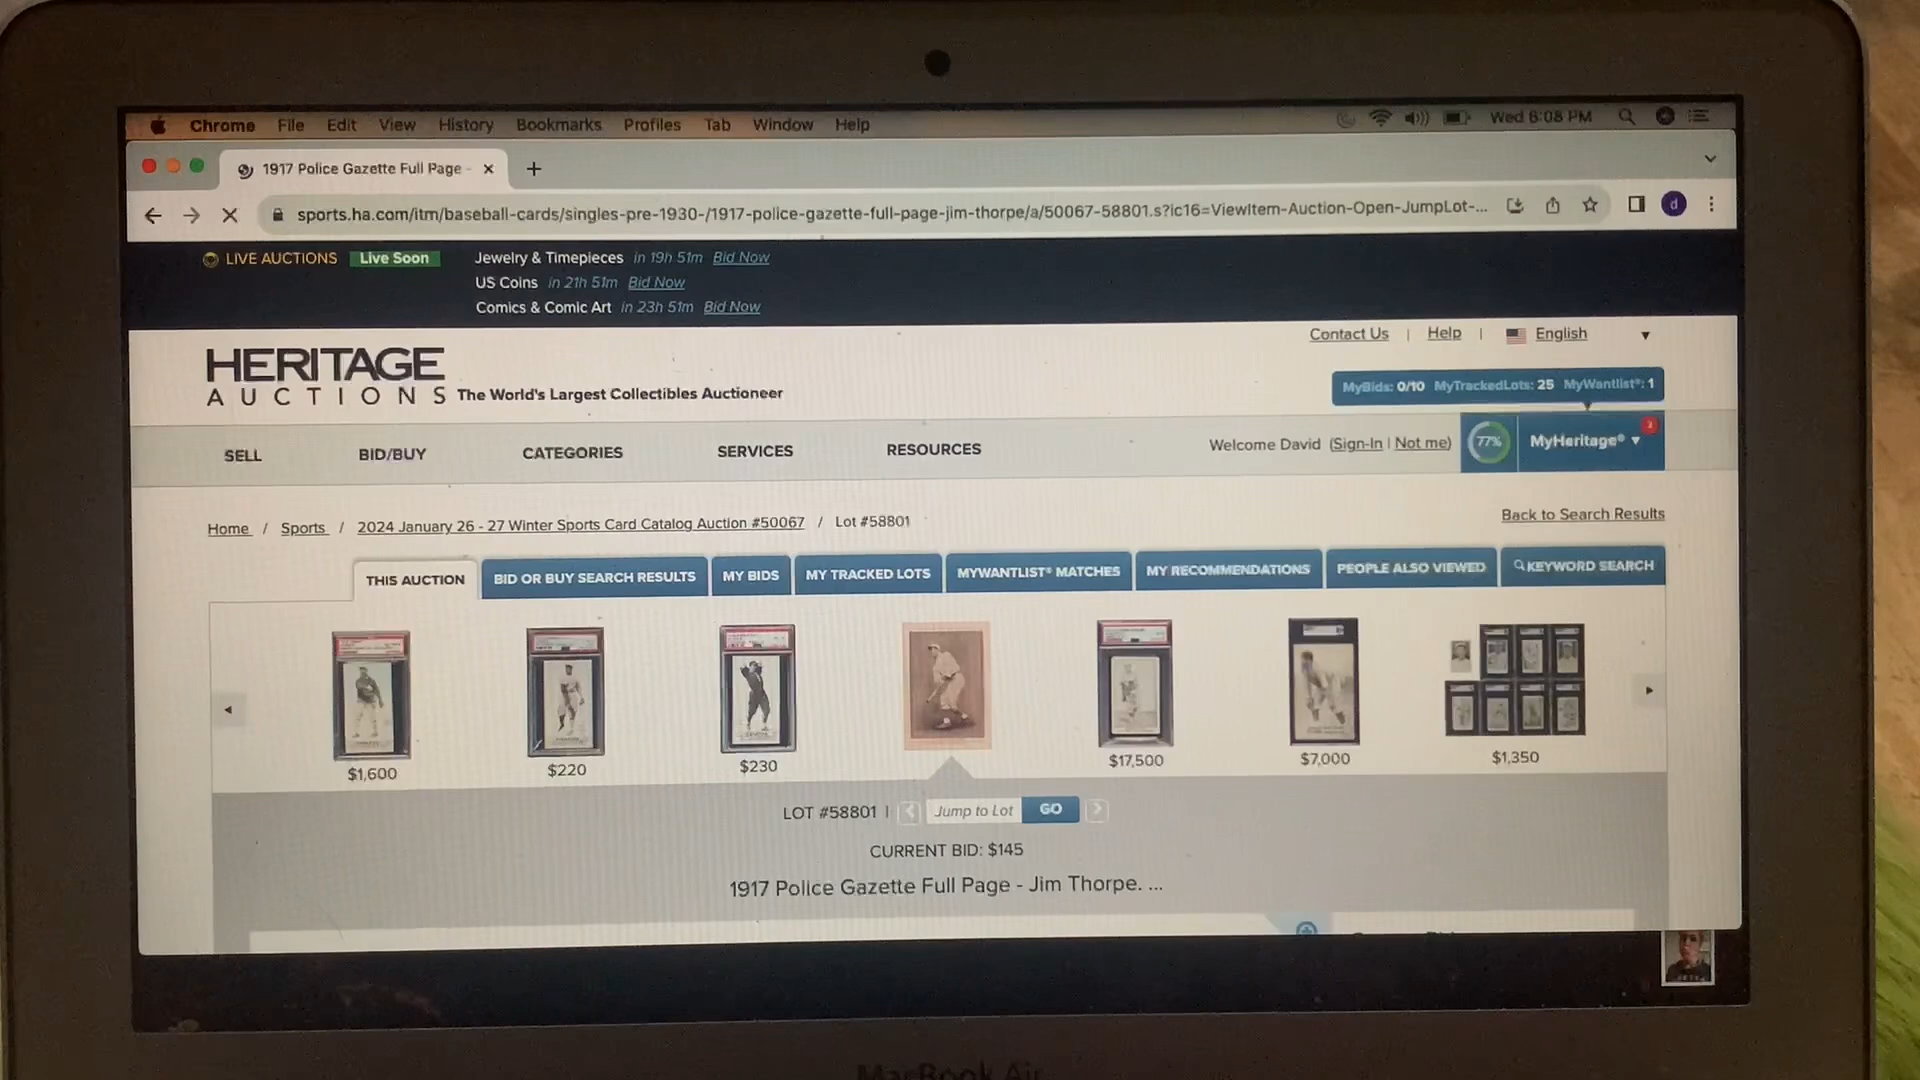 Chrome File Edit View History Bookmarks Profiles Tab Window Help Wed 6:08 PM
1917 Police Gazette Full Page -
sports.ha.com/itm/baseball-cards/singles-pre-1930-/1917-police-gazette-full-page-jim-thorpe/a/50067-58801.s?ic16=ViewItem-Auction-Open-JumpLot-... d
LIVE AUCTIONS Live Soon Jewelry & Timepieces in 19h 51m Bid Now
US Coins in 21h 51m Bid Now
Comics & Comic Art in 23h 51m Bid Now
Contact Us | Help | English
HERITAGE
AUCTIONS The World's Largest Collectibles Auctioneer
MyBids: 0/10 MyTrackedLots: 25 MyWantlist®: 1
SELL BID/BUY CATEGORIES SERVICES RESOURCES Welcome David (Sign-In | Not me) 77% MyHeritage® 3
Home / Sports / 2024 January 26 - 27 Winter Sports Card Catalog Auction #50067 / Lot #58801 Back to Search Results
THIS AUCTION BID OR BUY SEARCH RESULTS MY BIDS MY TRACKED LOTS MYWANTLIST® MATCHES MY RECOMMENDATIONS PEOPLE ALSO VIEWED KEYWORD SEARCH
$1,600 $220 $230 $17,500 $7,000 $1,350
LOT #58801 | Jump to Lot GO
CURRENT BID: $145
1917 Police Gazette Full Page - Jim Thorpe. ...
MacBook Air